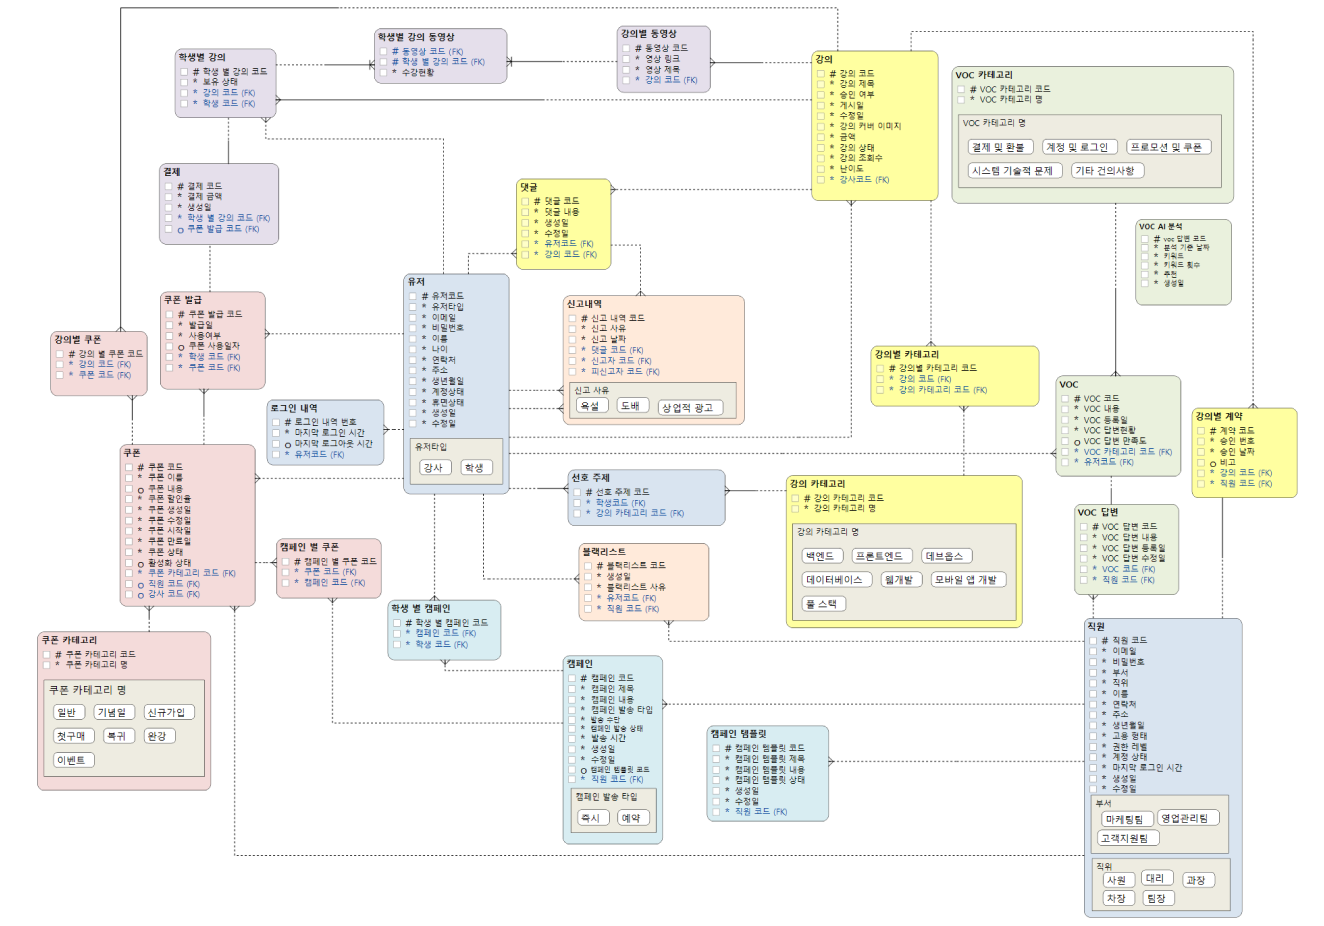 학생별 강의
# 학생 별 강의 코드
* 보유 상태
* 강의 코드 (FK)
* 학생 코드 (FK)
학생별 강의 동영상
# 동영상 코드 (FK)
# 학생 별 강의 코드 (FK)
* 수강현황
강의별 동영상
# 동영상 코드
* 영상 링크
* 영상 제목
* 강의 코드 (FK)
강의
# 강의 코드
* 강의 제목
* 승인 여부
* 게시일
* 수정일
* 강의 커버 이미지
* 금액
* 강의 상태
* 강의 조회수
* 난이도
* 강사코드 (FK)
VOC 카테고리
# VOC 카테고리 코드
* VOC 카테고리 명
VOC 카테고리 명
결제 및 환불
계정 및 로그인
프로모션 및 쿠폰
시스템 기술적 문제
기타 건의사항
결제
# 결제 코드
* 결제 금액
* 생성일
* 학생 별 강의 코드 (FK)
o 쿠폰 발급 코드 (FK)
댓글
# 댓글 코드
* 댓글 내용
* 생성일
* 수정일
* 유저코드 (FK)
* 강의 코드 (FK)
VOC AI 분석
# voc 답변 코드
* 분석 기준 날짜
* 키워드
* 키워드 횟수
* 추천
* 생성일
유저
# 유저코드
* 유저타입
* 이메일
* 비밀번호
* 이름
* 나이
* 연락처
* 주소
* 생년월일
* 계정상태
* 휴면상태
* 생성일
* 수정일
유저타입
강사
학생
쿠폰 발급
# 쿠폰 발급 코드
* 발급일
* 사용여부
o 쿠폰 사용일자
* 학생 코드 (FK)
* 쿠폰 코드 (FK)
신고내역
# 신고 내역 코드
* 신고 사유
* 신고 날짜
* 댓글 코드 (FK)
* 신고자 코드 (FK)
* 피신고자 코드 (FK)
신고 사유
욕설
도배
상업적 광고
강의별 쿠폰
# 강의 별 쿠폰 코드
* 강의 코드 (FK)
* 쿠폰 코드 (FK)
강의별 카테고리
# 강의별 카테고리 코드
* 강의 코드 (FK)
* 강의 카테고리 코드 (FK)
VOC
# VOC 코드
* VOC 내용
* VOC 등록일
* VOC 답변현황
o VOC 답변 만족도
* VOC 카테고리 코드 (FK)
* 유저코드 (FK)
강의별 계약
# 계약 코드
* 승인 번호
* 승인 날짜
o 비고
* 강의 코드 (FK)
* 직원 코드 (FK)
로그인 내역
# 로그인 내역 번호
* 마지막 로그인 시간
o 마지막 로그아웃 시간
* 유저코드 (FK)
쿠폰
# 쿠폰 코드
* 쿠폰 이름
o 쿠폰 내용
* 쿠폰 할인율
* 쿠폰 생성일
* 쿠폰 수정일
* 쿠폰 시작일
* 쿠폰 만료일
* 쿠폰 상태
o 활성화 상태
* 쿠폰 카테고리 코드 (FK)
o 직원 코드 (FK)
o 강사 코드 (FK)
선호 주제
# 선호 주제 코드
* 학생코드 (FK)
* 강의 카테고리 코드 (FK)
강의 카테고리
# 강의 카테고리 코드
* 강의 카테고리 명
강의 카테고리 명
백엔드
프론트엔드
데브옵스
데이터베이스
웹개발
모바일 앱 개발
풀 스택
VOC 답변
# VOC 답변 코드
* VOC 답변 내용
* VOC 답변 등록일
* VOC 답변 수정일
* VOC 코드 (FK)
* 직원 코드 (FK)
캠페인 별 쿠폰
# 캠페인 별 쿠폰 코드
* 쿠폰 코드 (FK)
* 캠페인 코드 (FK)
블랙리스트
# 블랙리스트 코드
* 생성일
* 블랙리스트 사유
* 유저코드 (FK)
* 직원 코드 (FK)
학생 별 캠페인
# 학생 별 캠페인 코드
* 캠페인 코드 (FK)
* 학생 코드 (FK)
쿠폰 카테고리
# 쿠폰 카테고리 코드
* 쿠폰 카테고리 명
쿠폰 카테고리 명
일반
기념일
신규가입
첫구매
복귀
완강
이벤트
캠페인
# 캠페인 코드
* 캠페인 제목
* 캠페인 내용
* 캠페인 발송 타입
* 발송 수단
* 캠페인 발송 상태
* 발송 시간
* 생성일
* 수정일
o 캠페인 템플릿 코드
* 직원 코드 (FK)
캠페인 발송 타입
즉시
예약
캠페인 템플릿
# 캠페인 템플릿 코드
* 캠페인 템플릿 제목
* 캠페인 템플릿 내용
* 캠페인 템플릿 상태
* 생성일
* 수정일
* 직원 코드 (FK)
직원
# 직원 코드
* 이메일
* 비밀번호
* 부서
* 직위
* 이름
* 연락처
* 주소
* 생년월일
* 고용 형태
* 권한 레벨
* 계정 상태
* 마지막 로그인 시간
* 생성일
* 수정일
부서
마케팅팀
영업관리팀
고객지원팀
직위
사원
대리
과장
차장
팀장